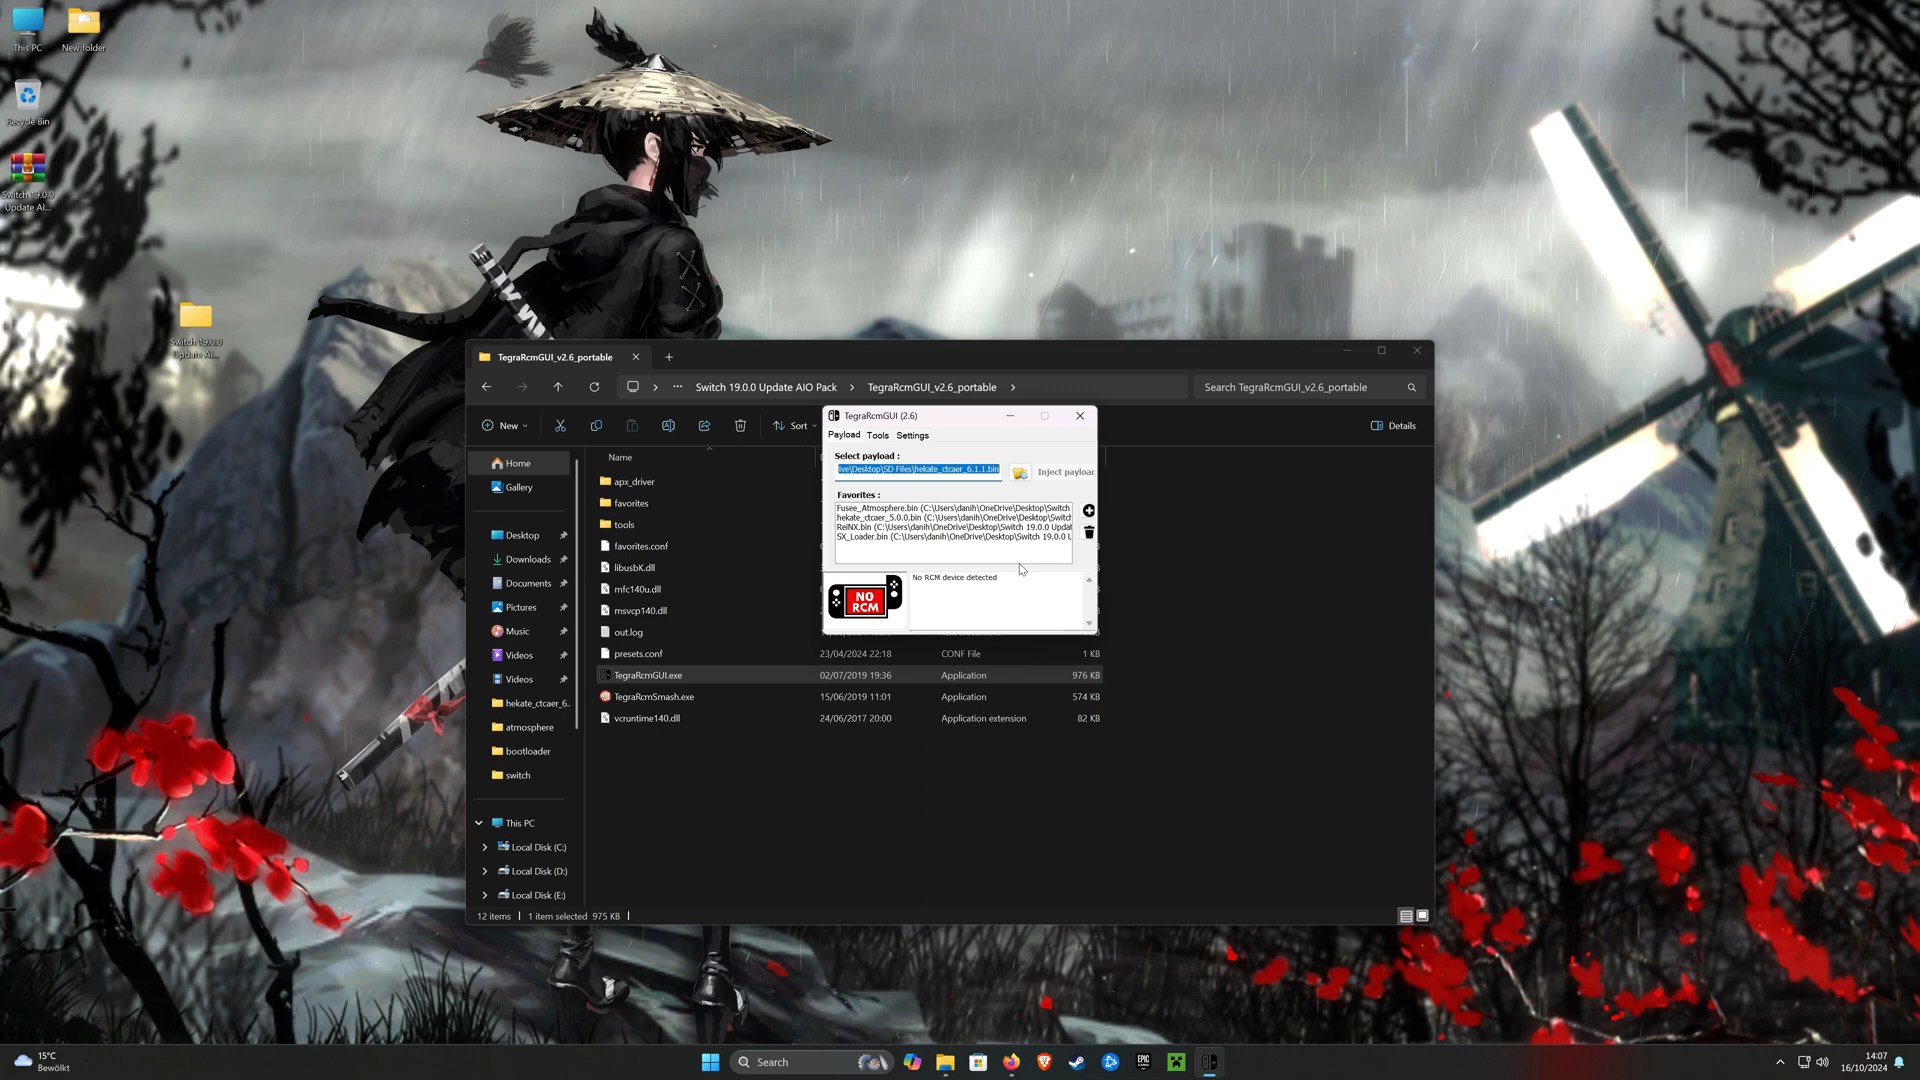 This PC
New folder
Recycle Bin
Switch 19.0.0
Update AI...
Switch 19.0.0
Update AI...
TegraRcmGUI_v2.6_portable
Switch 19.0.0 Update AIO Pack
TegraRcmGUI_v2.6_portable
Search TegraRcmGUI_v2.6_portable
New
Sort
Details
TegraRcmGUI (2.6)
Payload
Tools
Settings
Select payload :
ive\Desktop\SD Files\hekate_ctcaer_6.1.1.bin
Inject payload
Favorites :
Fusee_Atmosphere.bin (C:\Users\danih\OneDrive\Desktop\Switch
hekate_ctcaer_5.0.0.bin (C:\Users\danih\OneDrive\Desktop\Switch
ReiNX.bin (C:\Users\danih\OneDrive\Desktop\Switch 19.0.0 Updat
SX_Loader.bin (C:\Users\danih\OneDrive\Desktop\Switch 19.0.0 U
NO
RCM
No RCM device detected
Home
Gallery
Desktop
Downloads
Documents
Pictures
Music
Videos
Videos
hekate_ctcaer_6.
atmosphere
bootloader
switch
This PC
Local Disk (C:)
Local Disk (D:)
Local Disk (E:)
Name
apx_driver
favorites
tools
favorites.conf
libusbK.dll
mfc140u.dll
msvcp140.dll
out.log
presets.conf 23/04/2024 22:18 CONF File 1 KB
TegraRcmGUI.exe 02/07/2019 19:36 Application 976 KB
TegraRcmSmash.exe 15/06/2019 11:01 Application 574 KB
vcruntime140.dll 24/06/2017 20:00 Application extension 82 KB
12 items
1 item selected 975 KB
15°C
Bewölkt
Search
EPIC
GAMES
14:07
16/10/2024